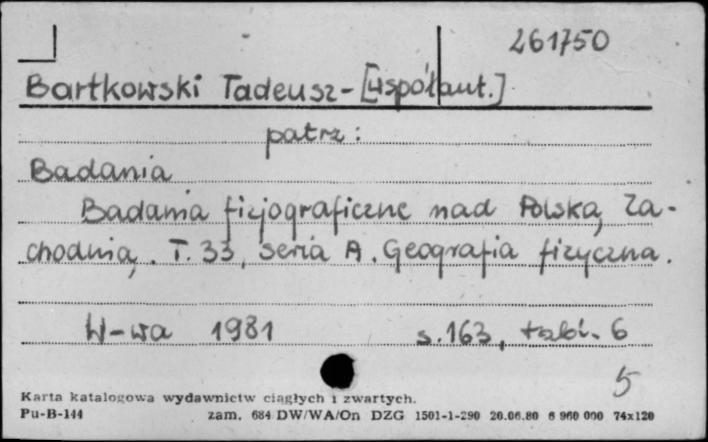 261750
Bartkowski Tadeusz-[współaut.]
patrz:
Badania
Badania fizjograficzne nad Polską Za-
chodnią. T. 33, seria A. Geografia fizyczna.
W-wa 1981 s.163, tabl. 6
5
Karta katalogowa wydawnictw ciągłych i zwartych.
Pu-B-144 zam. 684 DW/WA/On DZG 1501-1-290 20.06.80 6 960 000 74x120